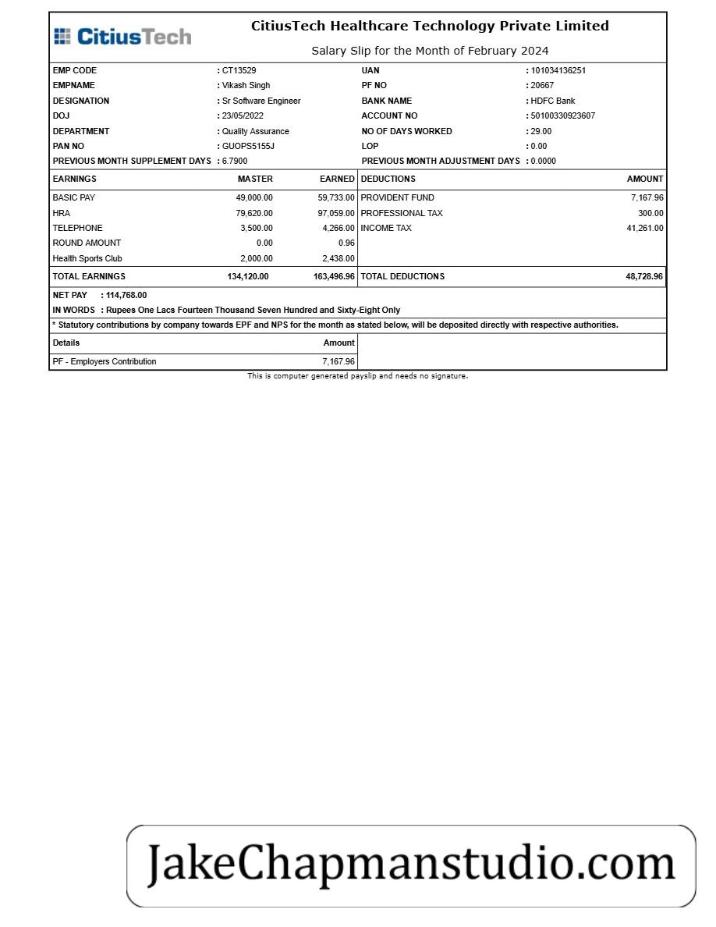 CitiusTech
CitiusTech Healthcare Technology Private Limited
Salary Slip for the Month of February 2024
EMP CODE : CT13529 UAN : 101034136251
EMPNAME : Vikash Singh PF NO : 20667
DESIGNATION : Sr Software Engineer BANK NAME : HDFC Bank
DOJ : 23/05/2022 ACCOUNT NO : 50100330923607
DEPARTMENT : Quality Assurance NO OF DAYS WORKED : 29.00
PAN NO : GUOPS5155J LOP : 0.00
PREVIOUS MONTH SUPPLEMENT DAYS : 6.7900 PREVIOUS MONTH ADJUSTMENT DAYS : 0.0000
EARNINGS MASTER EARNED DEDUCTIONS AMOUNT
BASIC PAY 49,000.00 59,733.00 PROVIDENT FUND 7,167.96
HRA 79,620.00 97,059.00 PROFESSIONAL TAX 300.00
TELEPHONE 3,500.00 4,266.00 INCOME TAX 41,261.00
ROUND AMOUNT 0.00 0.96
Health Sports Club 2,000.00 2,438.00
TOTAL EARNINGS 134,120.00 163,496.96 TOTAL DEDUCTIONS 48,728.96
NET PAY : 114,768.00
IN WORDS : Rupees One Lacs Fourteen Thousand Seven Hundred and Sixty-Eight Only
* Statutory contributions by company towards EPF and NPS for the month as stated below, will be deposited directly with respective authorities.
Details Amount
PF - Employers Contribution 7,167.96
This is computer generated payslip and needs no signature.
JakeChapmanstudio.com